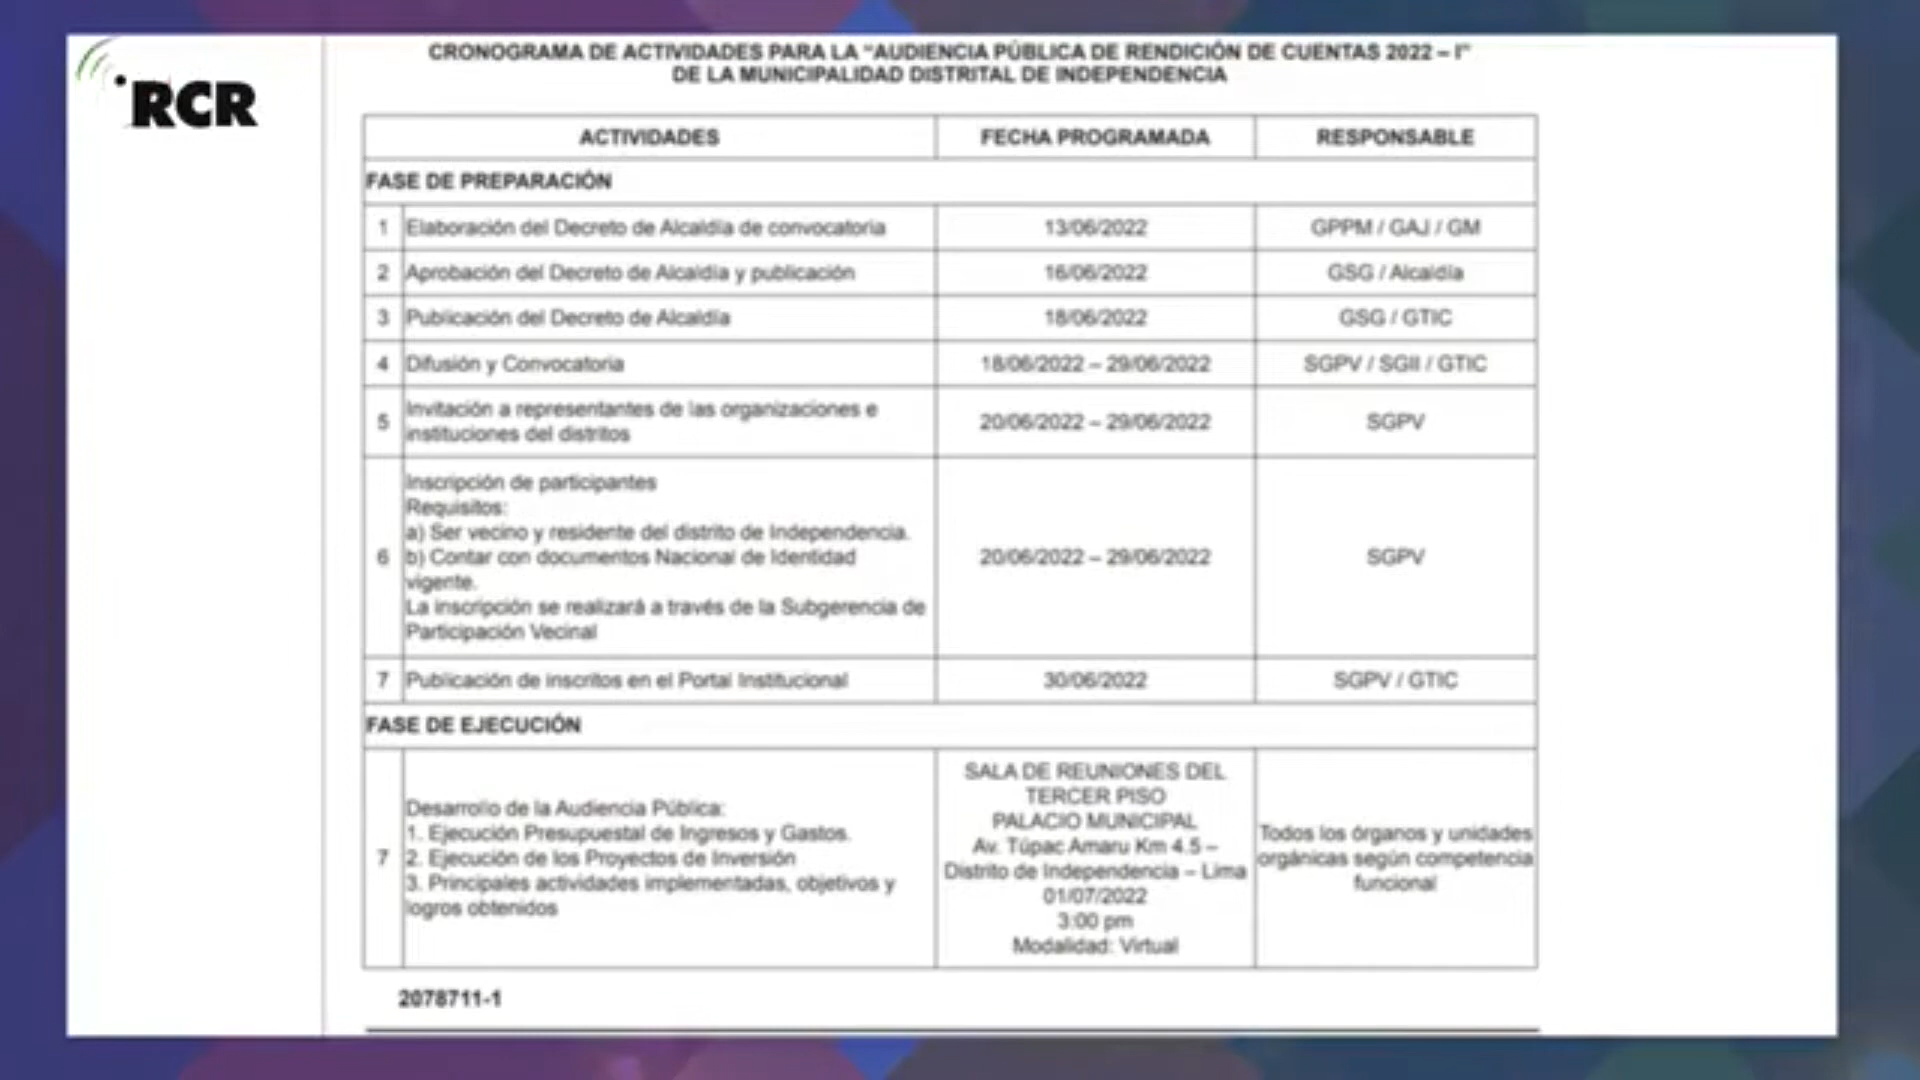 RCR
CRONOGRAMA DE ACTIVIDADES PARA LA "AUDIENCIA PÚBLICA DE RENDICIÓN DE CUENTAS 2022 – I"
DE LA MUNICIPALIDAD DISTRITAL DE INDEPENDENCIA
ACTIVIDADES FECHA PROGRAMADA RESPONSABLE
FASE DE PREPARACIÓN
1 Elaboración del Decreto de Alcaldía de convocatoria 13/06/2022 GPPM / GAJ / GM
2 Aprobación del Decreto de Alcaldía y publicación 16/06/2022 GSG / Alcaldía
3 Publicación del Decreto de Alcaldía 18/06/2022 GSG / GTIC
4 Difusión y Convocatoria 18/06/2022 – 29/06/2022 SGPV / SGII / GTIC
5 Invitación a representantes de las organizaciones e
instituciones del distritos
20/06/2022 – 29/06/2022 SGPV
6 Inscripción de participantes
Requisitos:
a) Ser vecino y residente del distrito de Independencia.
b) Contar con documentos Nacional de Identidad
vigente.
La inscripción se realizará a través de la Subgerencia de
Participación Vecinal
20/06/2022 – 29/06/2022 SGPV
7 Publicación de inscritos en el Portal Institucional 30/06/2022 SGPV / GTIC
FASE DE EJECUCIÓN
7 Desarrollo de la Audiencia Pública:
1. Ejecución Presupuestal de Ingresos y Gastos.
2. Ejecución de los Proyectos de Inversión
3. Principales actividades implementadas, objetivos y
logros obtenidos
SALA DE REUNIONES DEL
TERCER PISO
PALACIO MUNICIPAL
Av. Túpac Amaru Km 4.5 –
Distrito de Independencia – Lima
01/07/2022
3:00 pm
Modalidad: Virtual
Todos los órganos y unidades
orgánicas según competencia
funcional
2078711-1